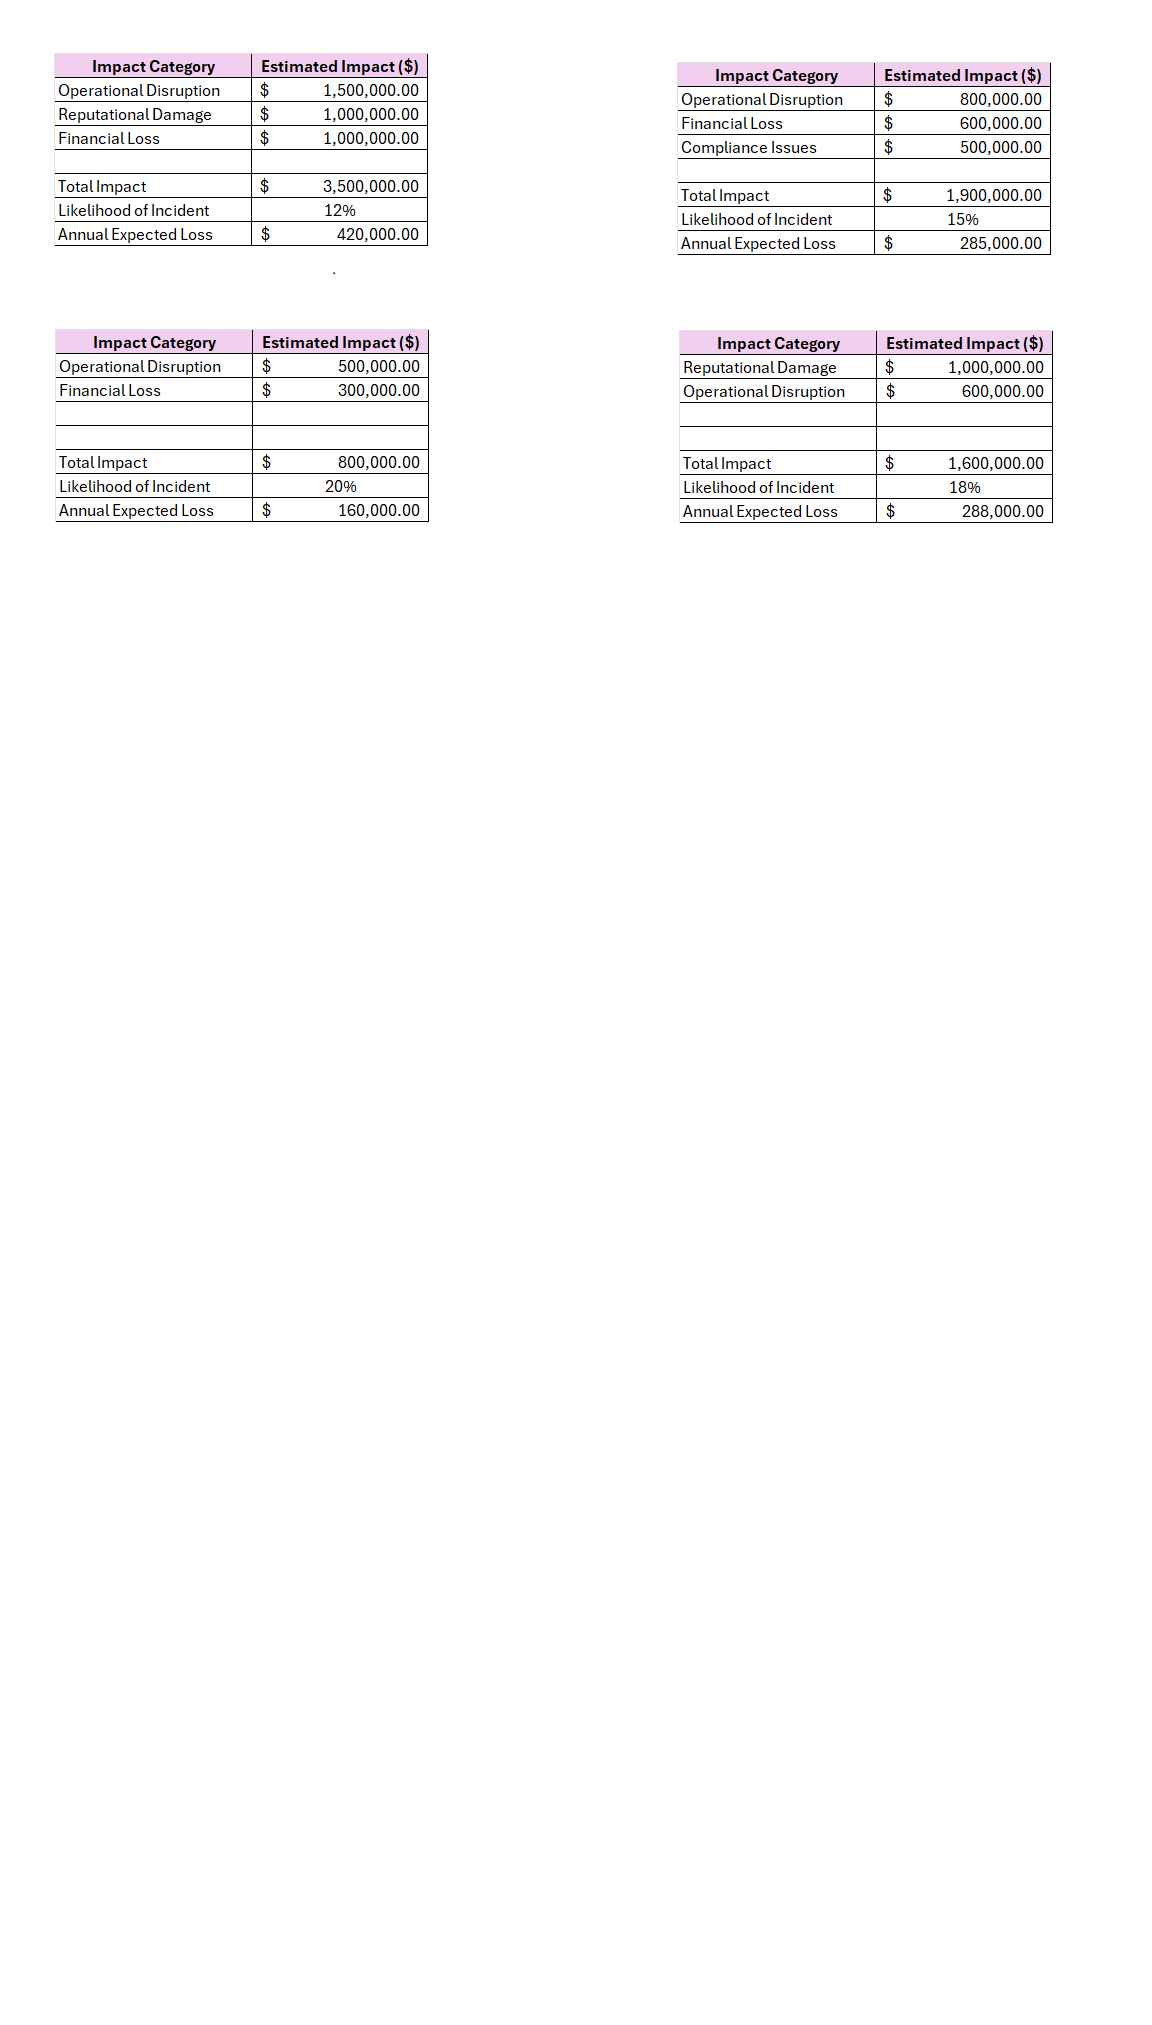 Impact Category Estimated Impact ($)
Operational Disruption $ 1,500,000.00
Reputational Damage $ 1,000,000.00
Financial Loss $ 1,000,000.00
Total Impact $ 3,500,000.00
Likelihood of Incident 12%
Annual Expected Loss $ 420,000.00
.
Impact Category Estimated Impact ($)
Operational Disruption $ 800,000.00
Financial Loss $ 600,000.00
Compliance Issues $ 500,000.00
Total Impact $ 1,900,000.00
Likelihood of Incident 15%
Annual Expected Loss $ 285,000.00
Impact Category Estimated Impact ($)
Operational Disruption $ 500,000.00
Financial Loss $ 300,000.00
Total Impact $ 800,000.00
Likelihood of Incident 20%
Annual Expected Loss $ 160,000.00
Impact Category Estimated Impact ($)
Reputational Damage $ 1,000,000.00
Operational Disruption $ 600,000.00
Total Impact $ 1,600,000.00
Likelihood of Incident 18%
Annual Expected Loss $ 288,000.00